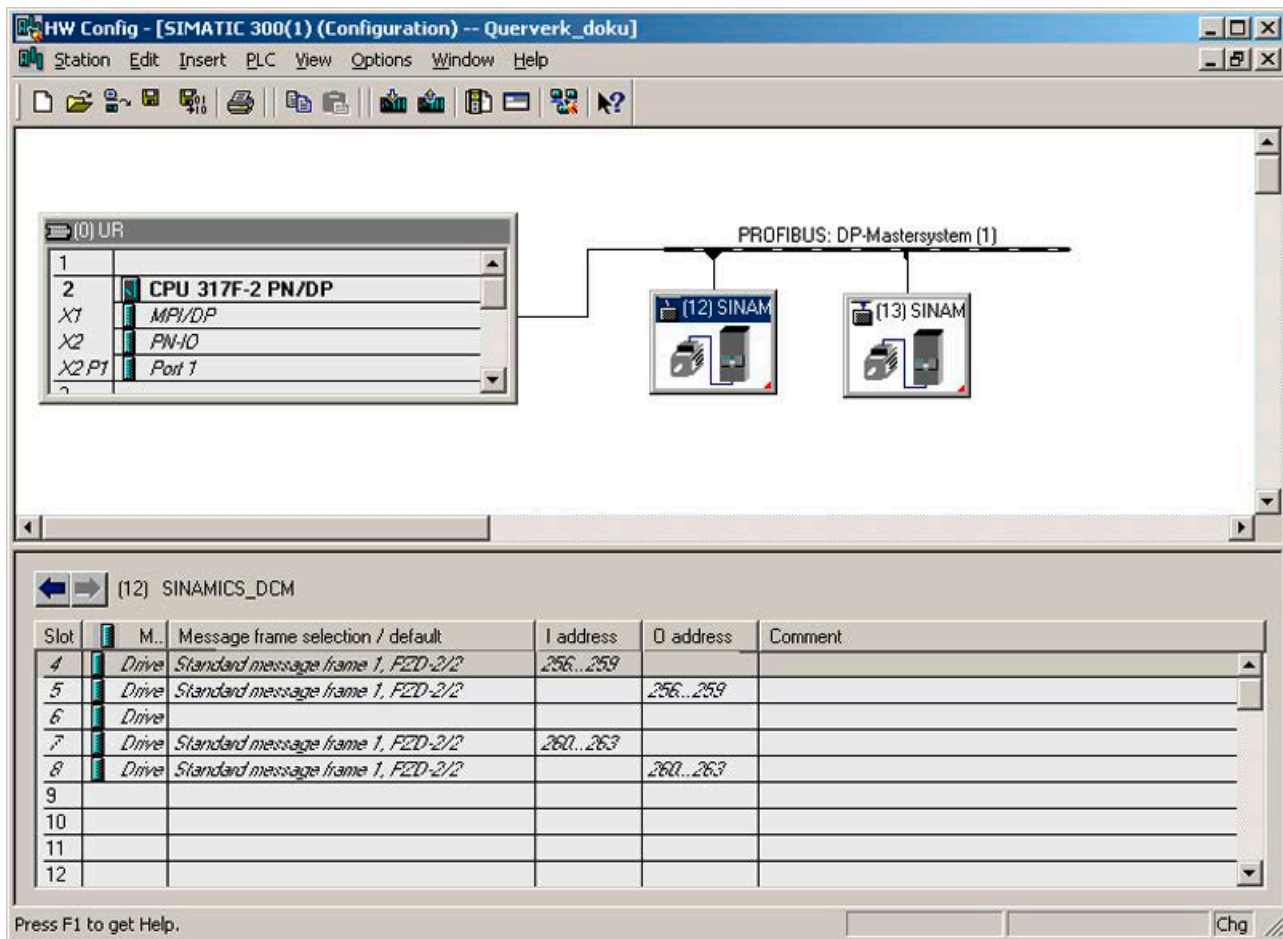 HW Config - [SIMATIC 300(1) (Configuration) -- Querverk_doku]
Station Edit Insert PLC View Options Window Help
(0) UR
1
2 CPU 317F-2 PN/DP
X1 MPI/DP
X2 PN-IO
X2 P1 Port 1
PROFIBUS: DP-Mastersystem (1)
(12) SINAM
(13) SINAM
(12) SINAMICS_DCM
Slot M... Message frame selection / default I address O address Comment
4 Drive Standard message frame 1, PZD-2/2 256...259
5 Drive Standard message frame 1, PZD-2/2 256...259
6 Drive
7 Drive Standard message frame 1, PZD-2/2 260...263
8 Drive Standard message frame 1, PZD-2/2 260...263
9
10
11
12
Press F1 to get Help.
Chg